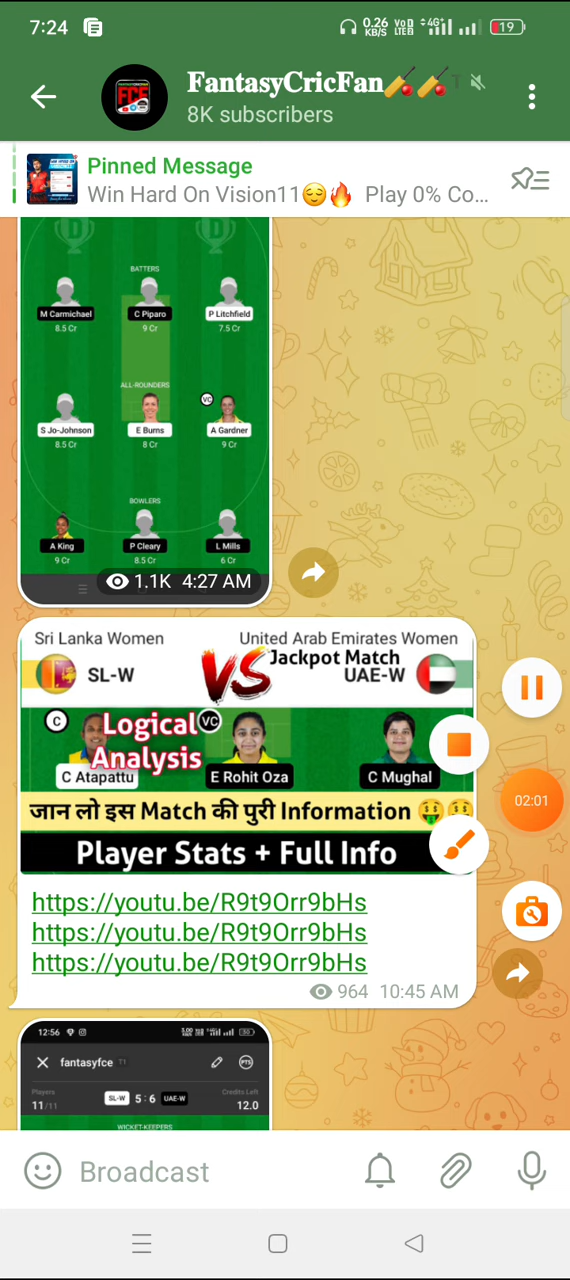 7:24
0.26 KB/S VoD LTED 4G+ 19
FCE
FantasyCricFan🏏🏏 T
8K subscribers
Pinned Message
Win Hard On Vision11😌🔥 Play 0% Co...
D D
BATTERS
M Carmichael C Piparo P Litchfield
8.5 Cr 9 Cr 7.5 Cr
ALL-ROUNDERS
VC
S Jo-Johnson E Burns A Gardner
8.5 Cr 8 Cr 9 Cr
BOWLERS
A King P Cleary L Mills
9 Cr 8.5 Cr 6 Cr
1.1K 4:27 AM
Sri Lanka Women United Arab Emirates Women
SL-W VS Jackpot Match UAE-W
C Logical VC
Analysis
C Atapattu E Rohit Oza C Mughal
जान लो इस Match की पुरी Information 🤑🤑
Player Stats + Full Info
02:01
https://youtu.be/R9t9Orr9bHs
https://youtu.be/R9t9Orr9bHs
https://youtu.be/R9t9Orr9bHs
964 10:45 AM
12:56
fantasyfce T1 PTS
Players Credits Left
11/11 SL-W 5 : 6 UAE-W 12.0
WICKET-KEEPERS
Broadcast